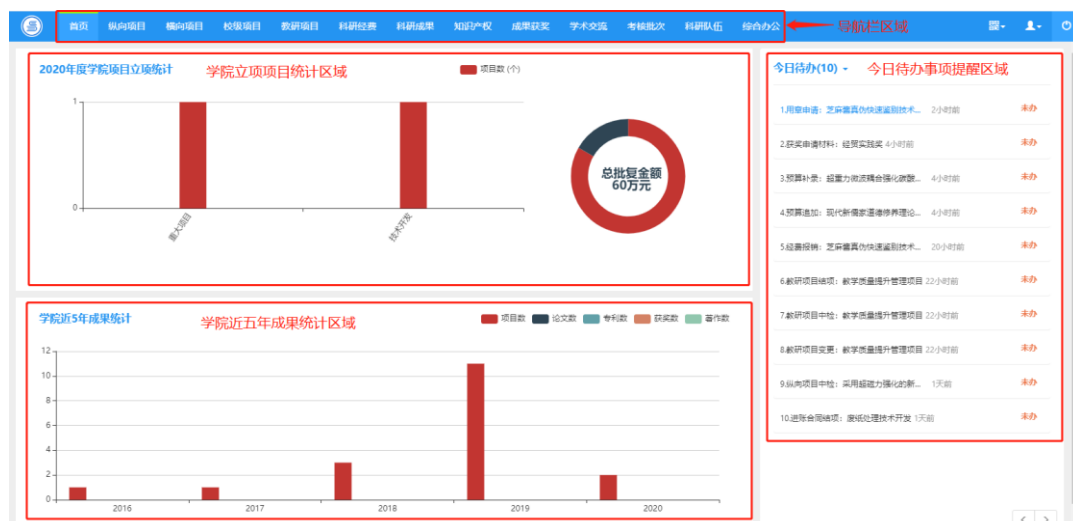 首页 纵向项目 横向项目 校级项目 教研项目 科研经费 科研成果 知识产权 成果获奖 学术交流 考核批次 科研队伍 综合办公 导航栏区域
2020年度学院项目立项统计 学院立项项目统计区域 项目数 (个)
1
0
重大项目 技术开发
总批复金额
60万元
学院近5年成果统计 学院近五年成果统计区域 项目数 论文数 专利数 获奖数 著作数
12
10
8
6
4
2
0
2016 2017 2018 2019 2020
今日待办(10) 今日待办事项提醒区域
1.用章申请：芝麻酱真伪快速鉴别技术... 2小时前 未办
2.获奖申请材料：经贸实践奖 4小时前 未办
3.预算补录：超重力微波耦合强化碳酸... 4小时前 未办
4.预算追加：现代新儒家道德修养理论... 4小时前 未办
5.经费报销：芝麻酱真伪快速鉴别技术... 20小时前 未办
6.教研项目结项：教学质量提升管理项目 22小时前 未办
7.教研项目中检：教学质量提升管理项目 22小时前 未办
8.教研项目变更：教学质量提升管理项目 22小时前 未办
9.纵向项目中检：采用超磁力强化的新... 1天前 未办
10.进账合同结项：废纸处理技术开发 1天前 未办